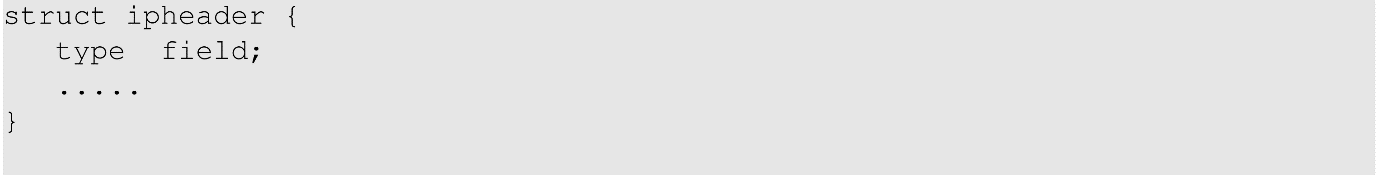 struct ipheader {
   type  field;
   .....
}